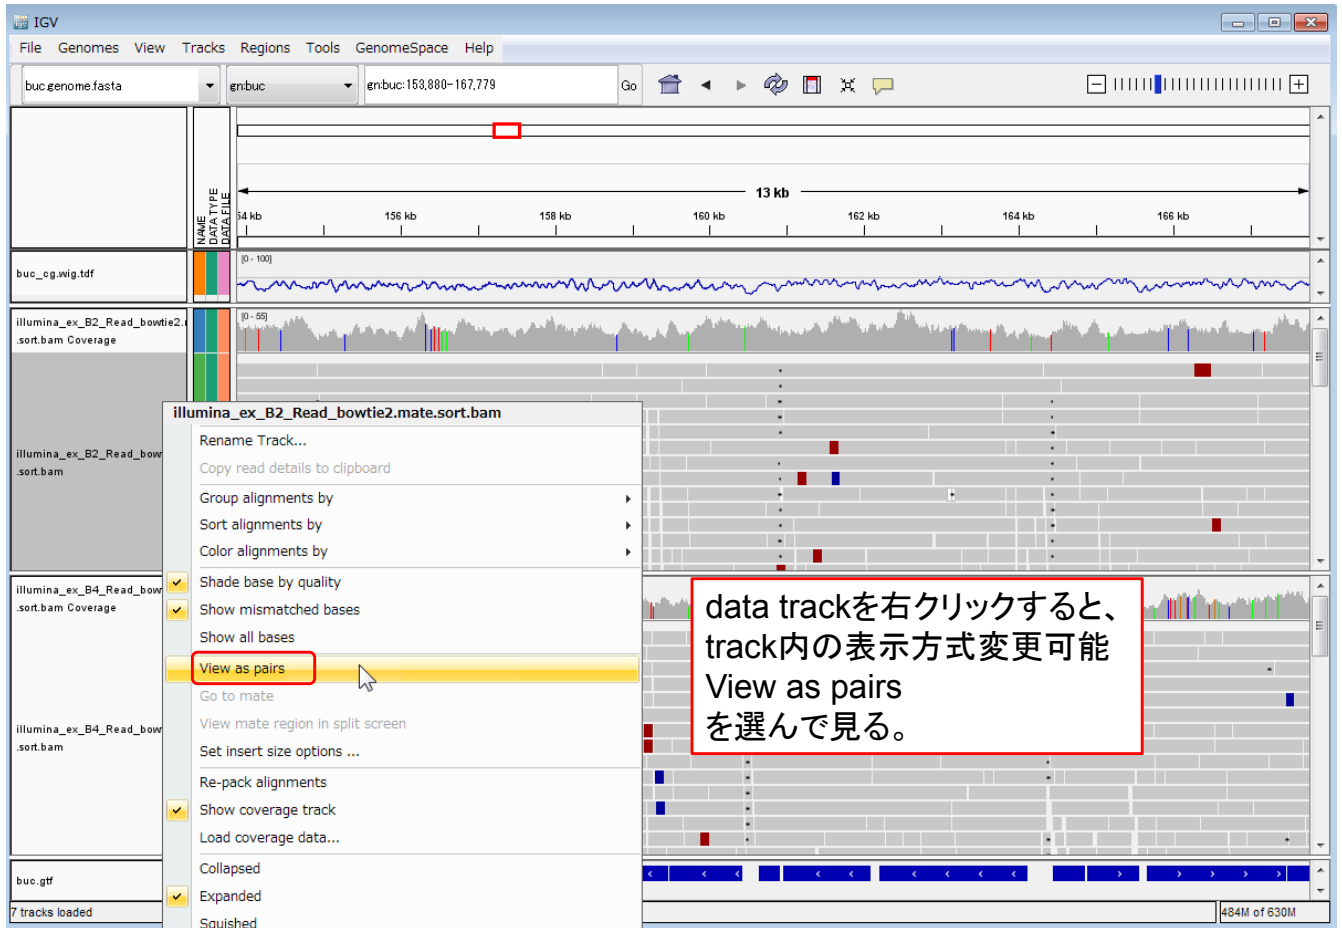 IGV
File Genomes View Tracks Regions Tools GenomeSpace Help
buc.genome.fasta
gn:buc
gn:buc:153,880-167,779
Go
NAME
DATA TYPE
DATA FILE
13 kb
54 kb 156 kb 158 kb 160 kb 162 kb 164 kb 166 kb
buc_cg.wig.tdf
[0 - 100]
illumina_ex_B2_Read_bowtie2.
.sort.bam Coverage
[0 - 55]
illumina_ex_B2_Read_bow
.sort.bam
illumina_ex_B2_Read_bowtie2.mate.sort.bam
Rename Track...
Copy read details to clipboard
Group alignments by
Sort alignments by
Color alignments by
Shade base by quality
Show mismatched bases
Show all bases
View as pairs
Go to mate
View mate region in split screen
Set insert size options ...
Re-pack alignments
Show coverage track
Load coverage data...
Collapsed
Expanded
Squished
illumina_ex_B4_Read_bow
.sort.bam Coverage
illumina_ex_B4_Read_bow
.sort.bam
data trackを右クリックすると、
track内の表示方式変更可能
View as pairs
を選んで見る。
buc.gtf
7 tracks loaded
484M of 630M